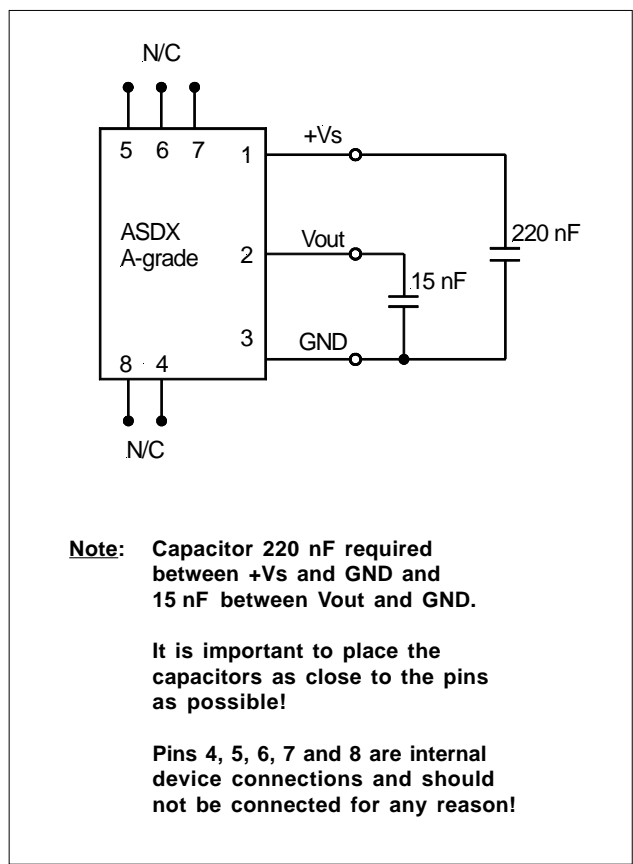 N/C
5 6 7 1
+Vs
ASDX
A-grade
2
Vout
220 nF
15 nF
3
GND
8 4
N/C
Note: Capacitor 220 nF required
between +Vs and GND and
15 nF between Vout and GND.
It is important to place the
capacitors as close to the pins
as possible!
Pins 4, 5, 6, 7 and 8 are internal
device connections and should
not be connected for any reason!